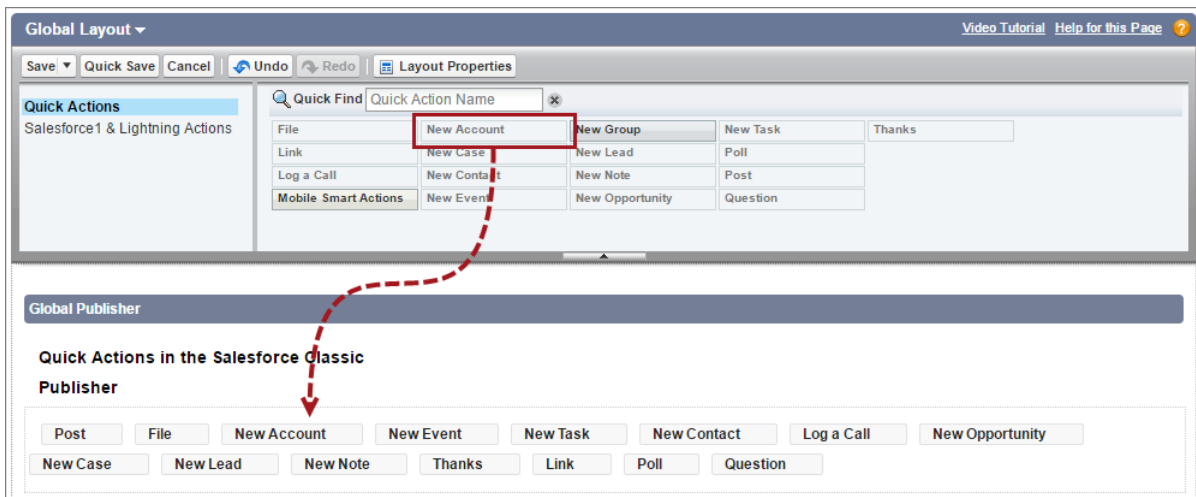 Global Layout
Video Tutorial Help for this Page ?
Save Quick Save Cancel Undo Redo Layout Properties
Quick Actions
Salesforce1 & Lightning Actions
Quick Find Quick Action Name
File New Account New Group New Task Thanks
Link New Case New Lead Poll
Log a Call New Contact New Note Post
Mobile Smart Actions New Event New Opportunity Question
Global Publisher
Quick Actions in the Salesforce Classic
Publisher
Post File New Account New Event New Task New Contact Log a Call New Opportunity
New Case New Lead New Note Thanks Link Poll Question